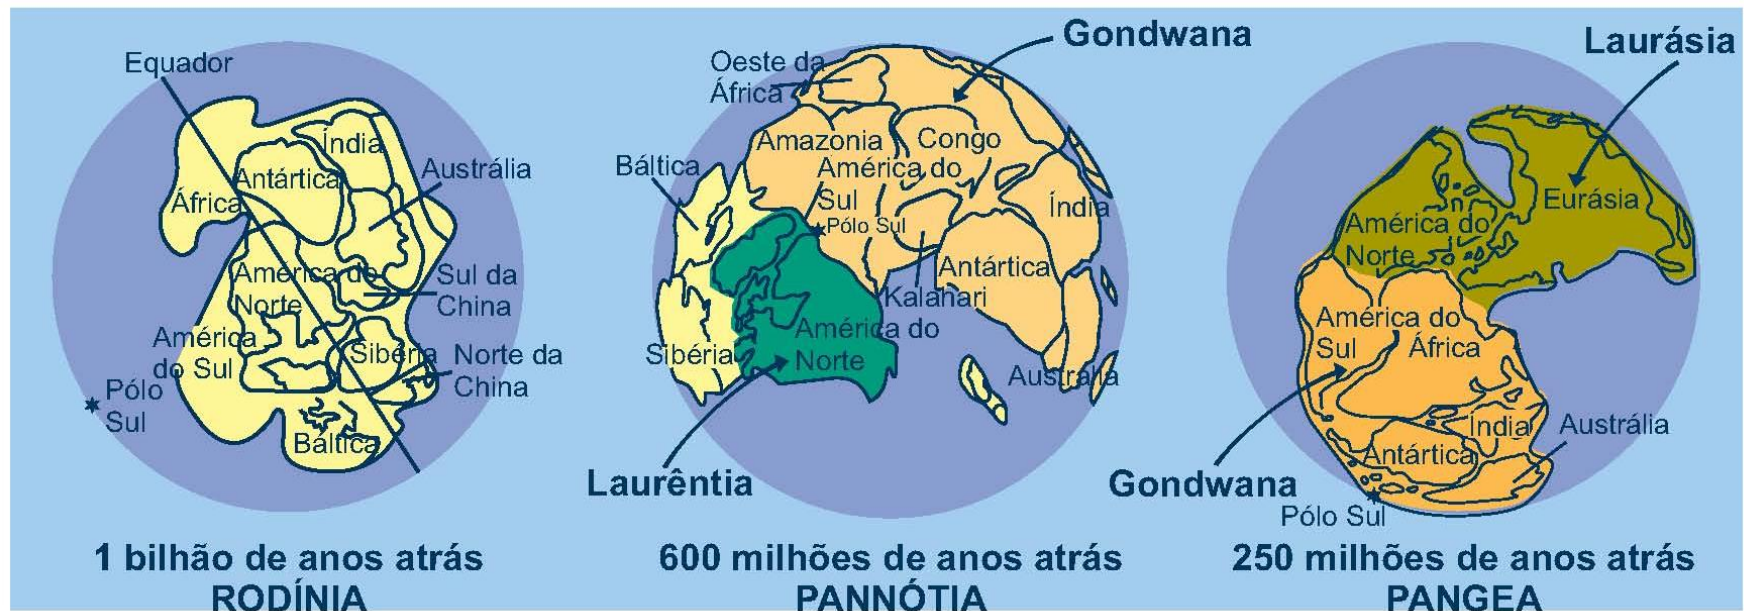 Equador
Índia
Austrália
Antártica
África
América do
Norte
Sul da
China
América
do Sul
Sibéria
Norte da
China
Pólo
Sul
Báltica
1 bilhão de anos atrás
RODÍNIA
Gondwana
Oeste da
África
Amazônia
Congo
Báltica
América do
Sul
Pólo Sul
Índia
Antártica
Kalahari
América do
Norte
Sibéria
Austrália
Laurêntia
600 milhões de anos atrás
PANNÓTIA
Laurásia
Eurásia
América do
Norte
América do
Sul
África
Índia
Austrália
Antártica
Gondwana
Pólo Sul
250 milhões de anos atrás
PANGEA